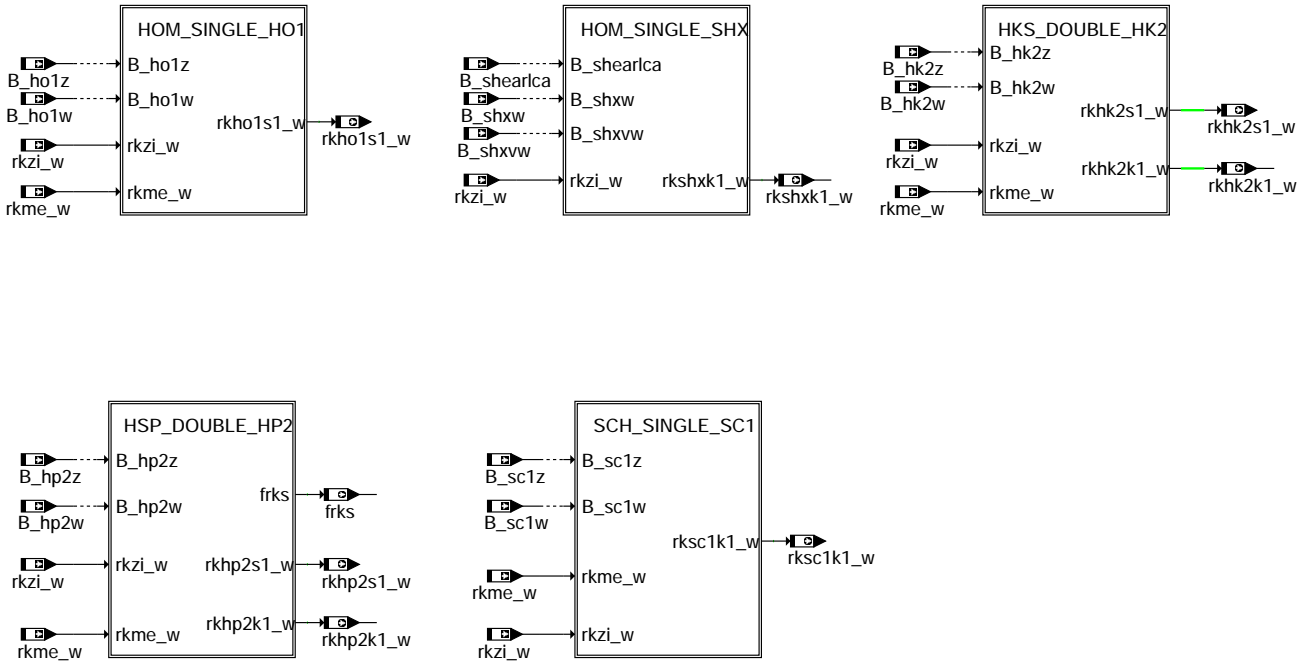 HOM_SINGLE_HO1
B_ho1z
B_ho1z
B_ho1w
B_ho1w
rkho1s1_w
rkho1s1_w
rkzi_w
rkzi_w
rkme_w
rkme_w
HOM_SINGLE_SHX
B_shearlca
B_shearlca
B_shxw
B_shxw
B_shxvw
B_shxvw
rkzi_w
rkzi_w
rkshxk1_w
rkshxk1_w
HKS_DOUBLE_HK2
B_hk2z
B_hk2z
B_hk2w
B_hk2w
rkhk2s1_w
rkhk2s1_w
rkzi_w
rkzi_w
rkhk2k1_w
rkhk2k1_w
rkme_w
rkme_w
HSP_DOUBLE_HP2
B_hp2z
B_hp2z
frks
frks
B_hp2w
B_hp2w
rkzi_w
rkzi_w
rkhp2s1_w
rkhp2s1_w
rkhp2k1_w
rkhp2k1_w
rkme_w
rkme_w
SCH_SINGLE_SC1
B_sc1z
B_sc1z
B_sc1w
B_sc1w
rksc1k1_w
rksc1k1_w
rkme_w
rkme_w
rkzi_w
rkzi_w